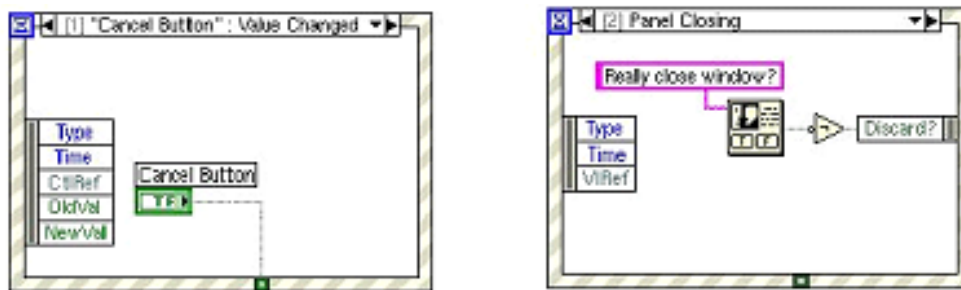 [1] "Cancel Button" : Value Changed
Type
Time
CtlRef
OldVal
NewVal
Cancel Button
TF
[2] Panel Closing
Really close window?
Type
Time
VIRef
T F
Discard?